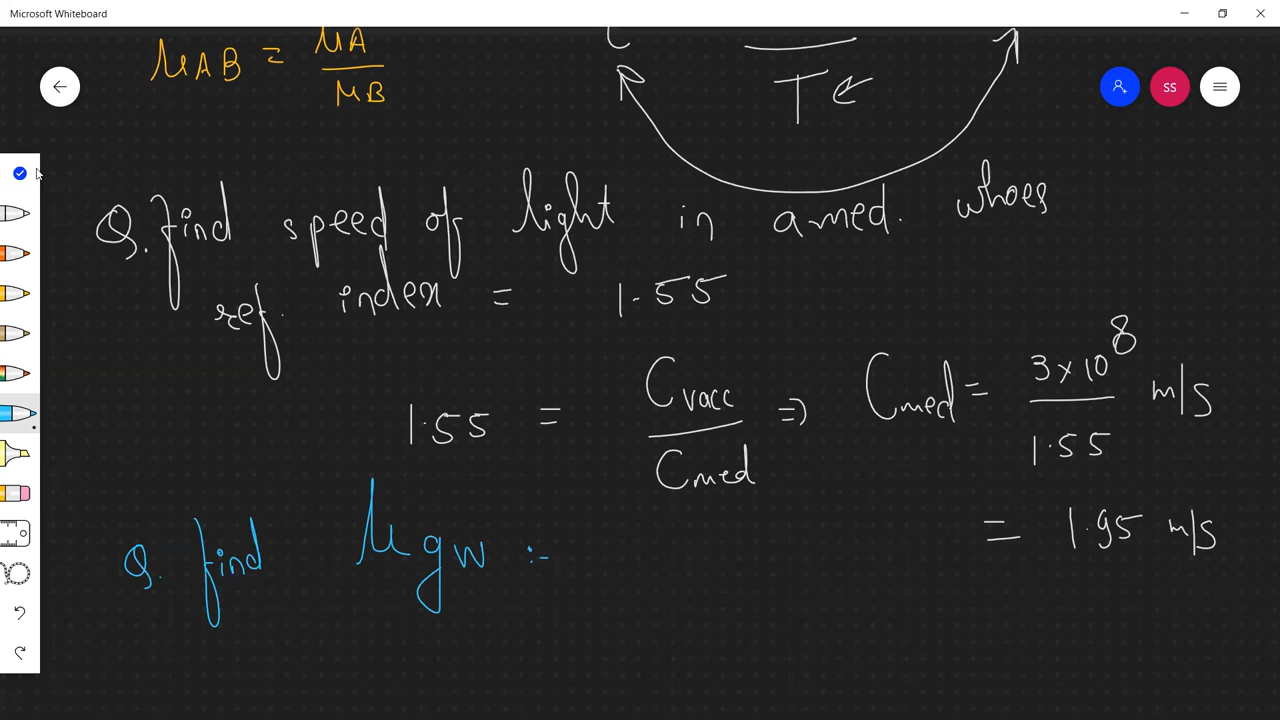 Microsoft Whiteboard
μAB = μA / μB
T
SS
Q. find speed of light in a med. whoes
ref. index = 1.55
1.55 = Cvacc / Cmed => Cmed = 3 × 10^8 / 1.55 m/s
= 1.95 m/s
Q. find μgw :-